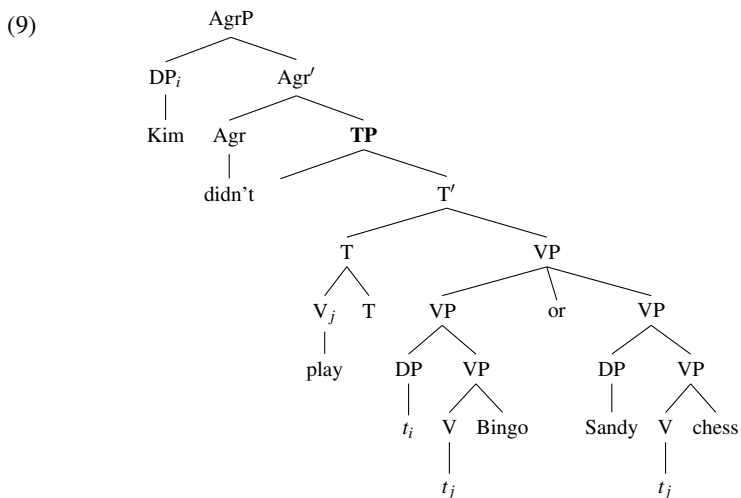 (9) AgrP
DPᵢ Agr′
Kim Agr TP
didn't T′
T VP
Vⱼ T VP or VP
play DP VP DP VP
tᵢ V Bingo Sandy V chess
tⱼ tⱼ